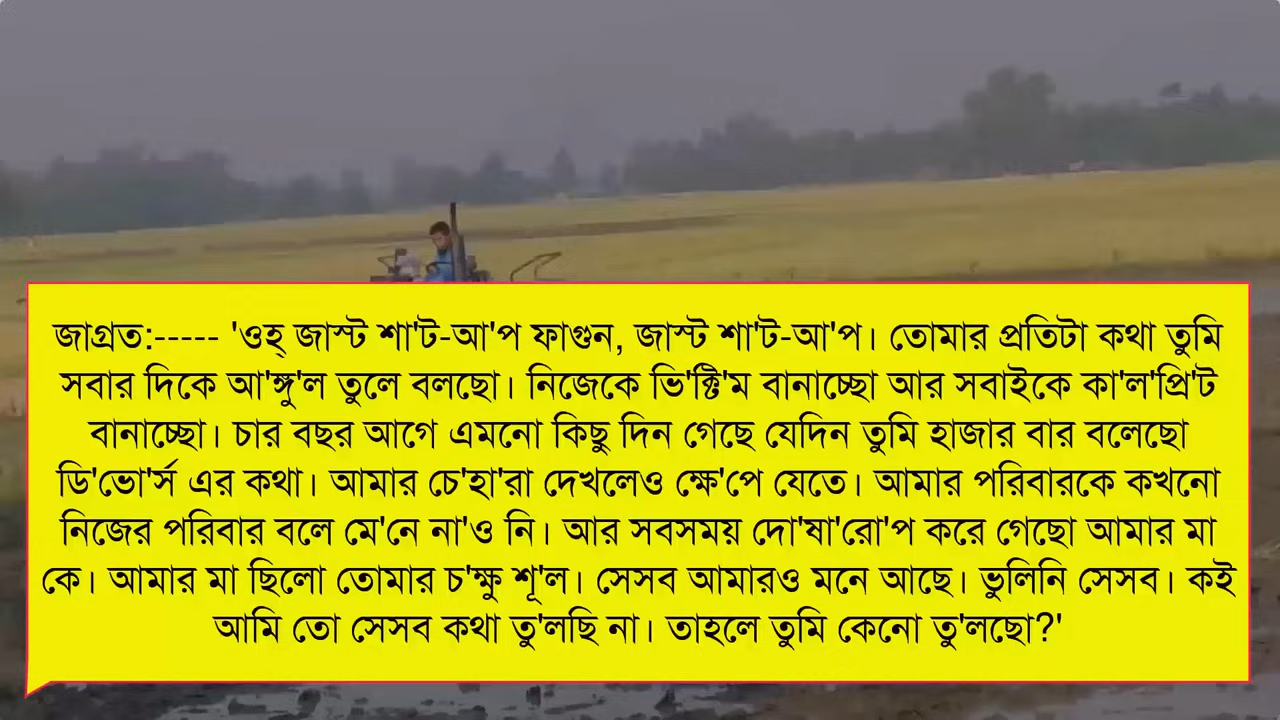 জাগ্রত:----- 'ওহ্ জাস্ট শা'ট-আ'প ফাগুন, জাস্ট শা'ট-আ'প। তোমার প্রতিটা কথা তুমি
সবার দিকে আ'ঙ্গু'ল তুলে বলছো। নিজেকে ভি'ক্টি'ম বানাচ্ছো আর সবাইকে কা'ল'প্রি'ট
বানাচ্ছো। চার বছর আগে এমনো কিছু দিন গেছে যেদিন তুমি হাজার বার বলেছো
ডি'ভো'র্স এর কথা। আমার চে'হা'রা দেখলেও ক্ষে'পে যেতে। আমার পরিবারকে কখনো
নিজের পরিবার বলে মে'নে না'ও নি। আর সবসময় দো'ষা'রো'প করে গেছো আমার মা
কে। আমার মা ছিলো তোমার চ'ক্ষু শূ'ল। সেসব আমারও মনে আছে। ভুলিনি সেসব। কই
আমি তো সেসব কথা তু'লছি না। তাহলে তুমি কেনো তু'লছো?'